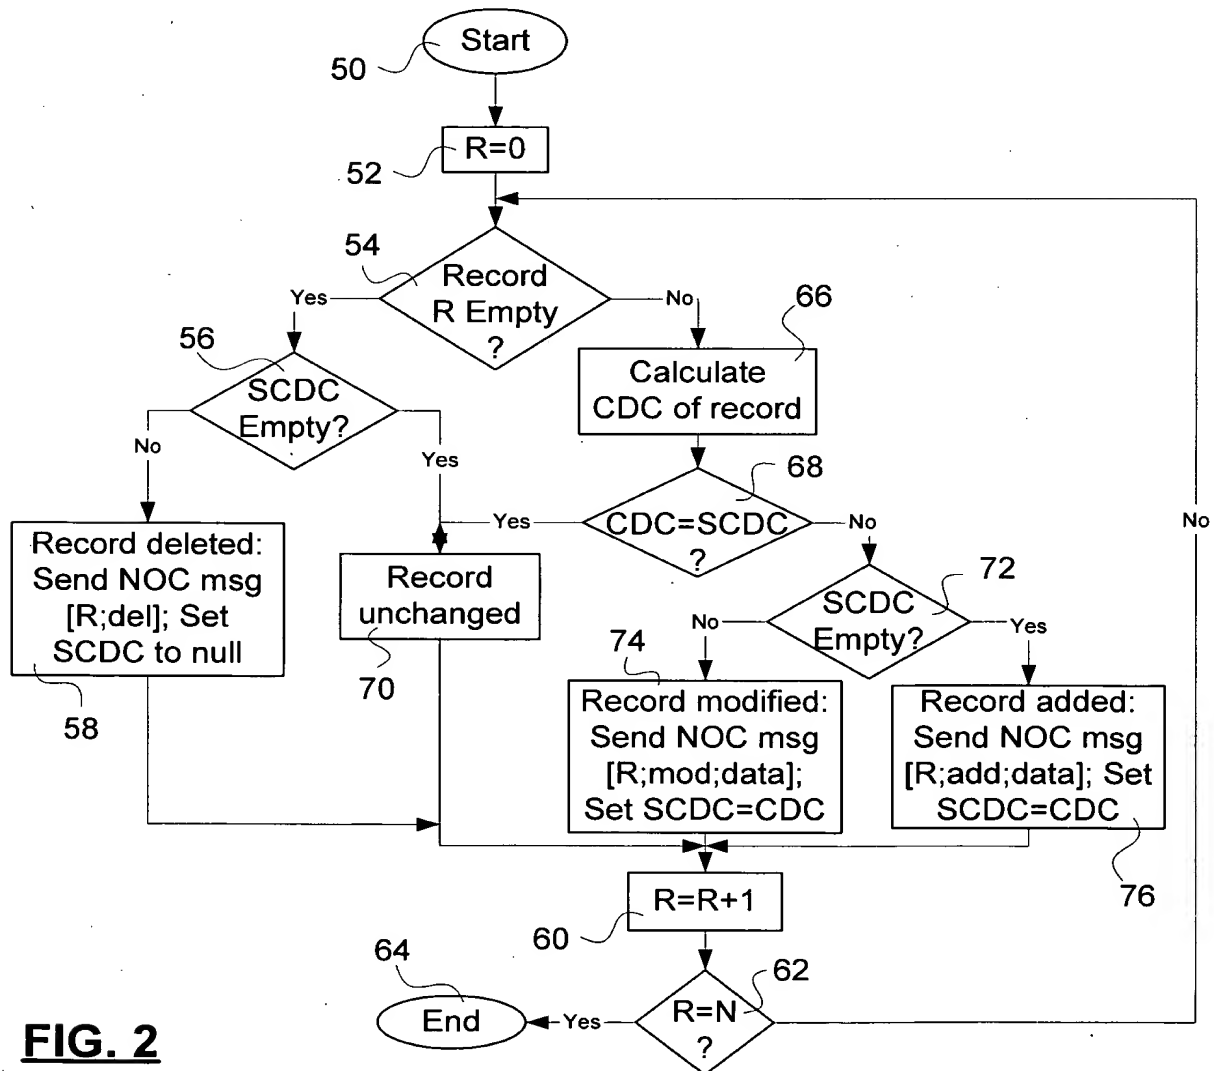 Start
50
R=0
52
54
Record
R Empty
?
Yes
No
66
56
SCDC
Empty?
Calculate
CDC of record
No
Yes
68
CDC=SCDC
?
Yes
No
No
Record deleted:
Send NOC msg
[R;del]; Set
SCDC to null
58
Record
unchanged
70
72
SCDC
Empty?
No
Yes
74
Record modified:
Send NOC msg
[R;mod;data];
Set SCDC=CDC
Record added:
Send NOC msg
[R;add;data]; Set
SCDC=CDC
76
R=R+1
60
64
62
End
Yes
R=N
?
FIG. 2